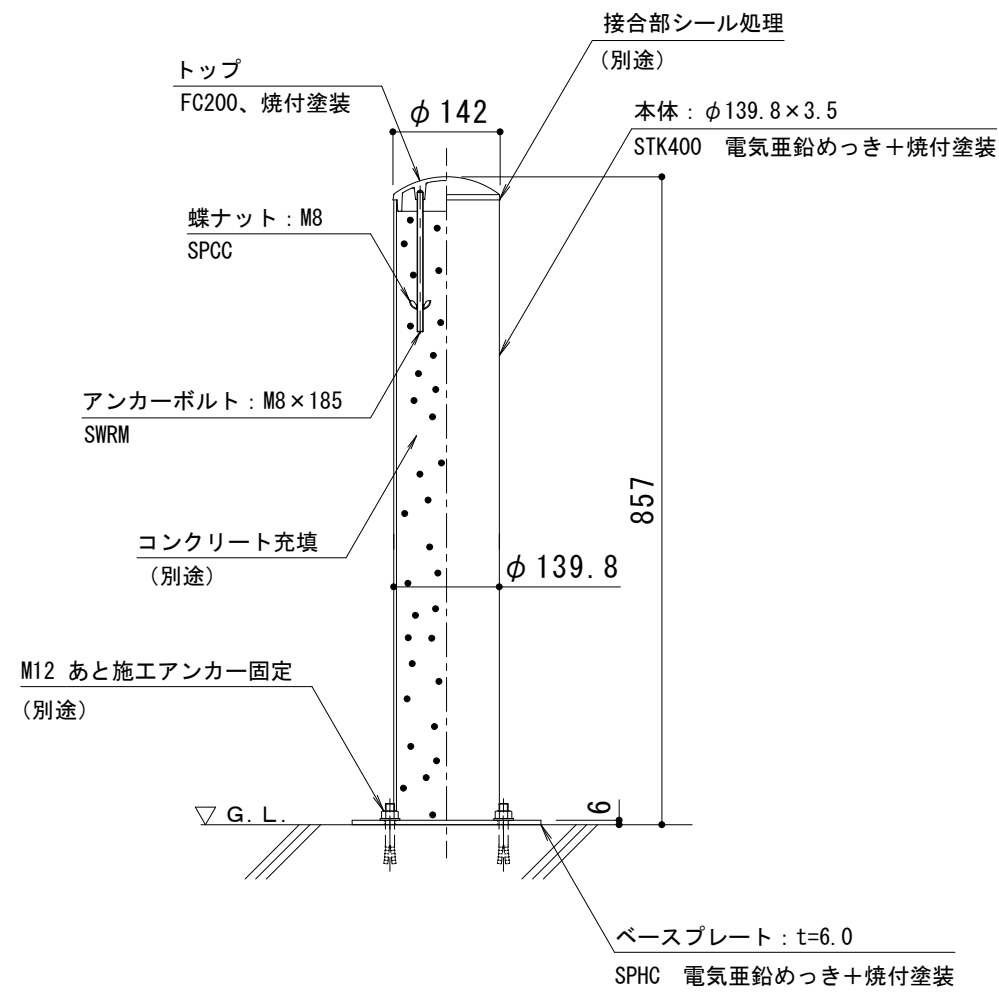 接合部シール処理
（別途）
トップ
FC200、焼付塗装
φ142
本体：φ139.8×3.5
STK400 電気亜鉛めっき＋焼付塗装
蝶ナット：M8
SPCC
アンカーボルト：M8×185
SWRM
857
コンクリート充填
（別途）
φ139.8
M12 あと施工アンカー固定
（別途）
▽ G.L.
6
ベースプレート：t=6.0
SPHC 電気亜鉛めっき＋焼付塗装